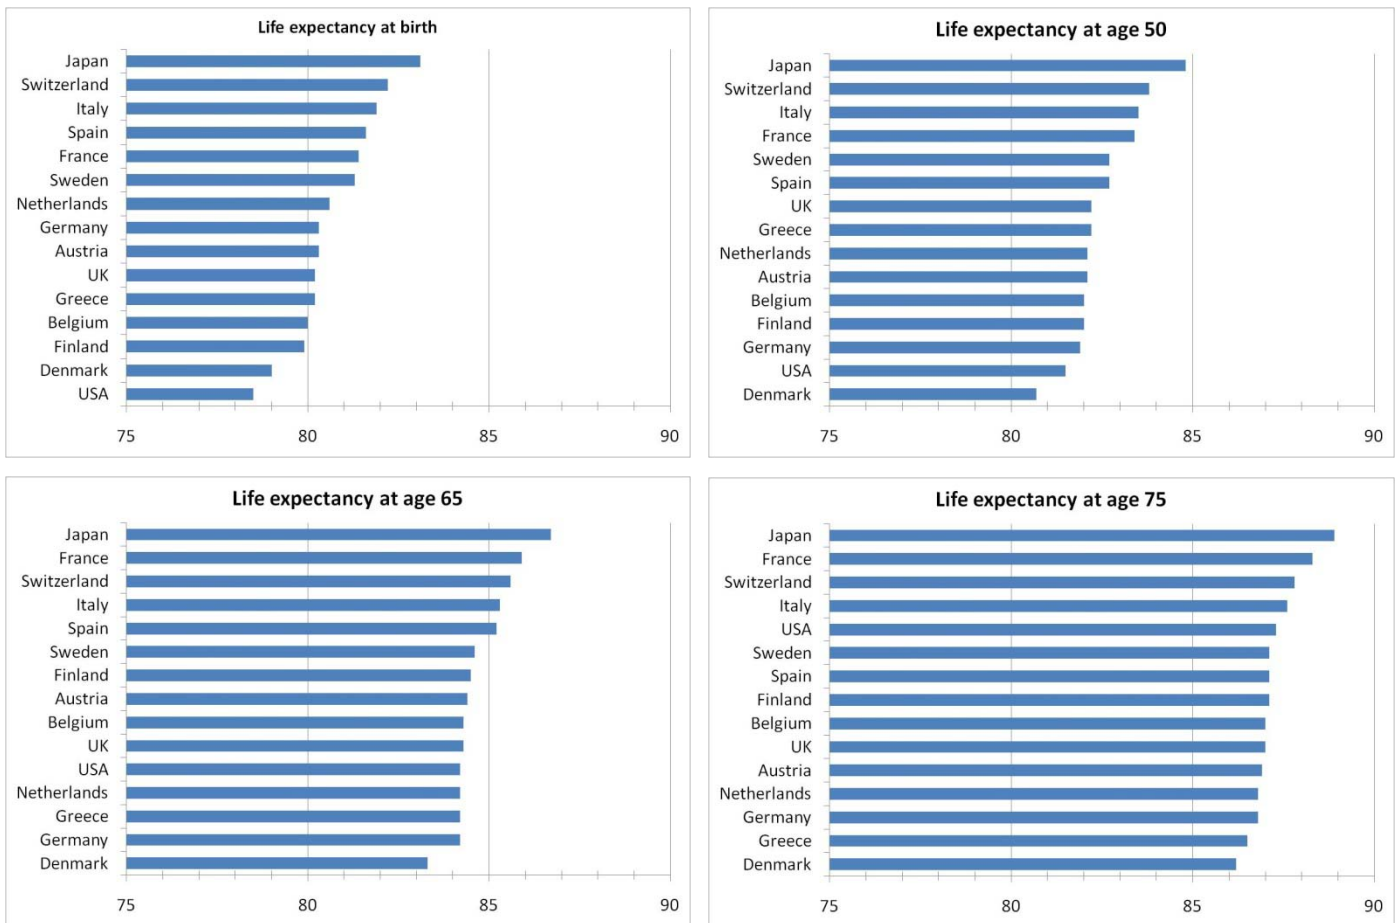 Life expectancy at birth
Japan
Switzerland
Italy
Spain
France
Sweden
Netherlands
Germany
Austria
UK
Greece
Belgium
Finland
Denmark
USA
75 80 85 90
Life expectancy at age 50
Japan
Switzerland
Italy
France
Sweden
Spain
UK
Greece
Netherlands
Austria
Belgium
Finland
Germany
USA
Denmark
75 80 85 90
Life expectancy at age 65
Japan
France
Switzerland
Italy
Spain
Sweden
Finland
Austria
Belgium
UK
USA
Netherlands
Greece
Germany
Denmark
75 80 85 90
Life expectancy at age 75
Japan
France
Switzerland
Italy
USA
Sweden
Spain
Finland
Belgium
UK
Austria
Netherlands
Germany
Greece
Denmark
75 80 85 90